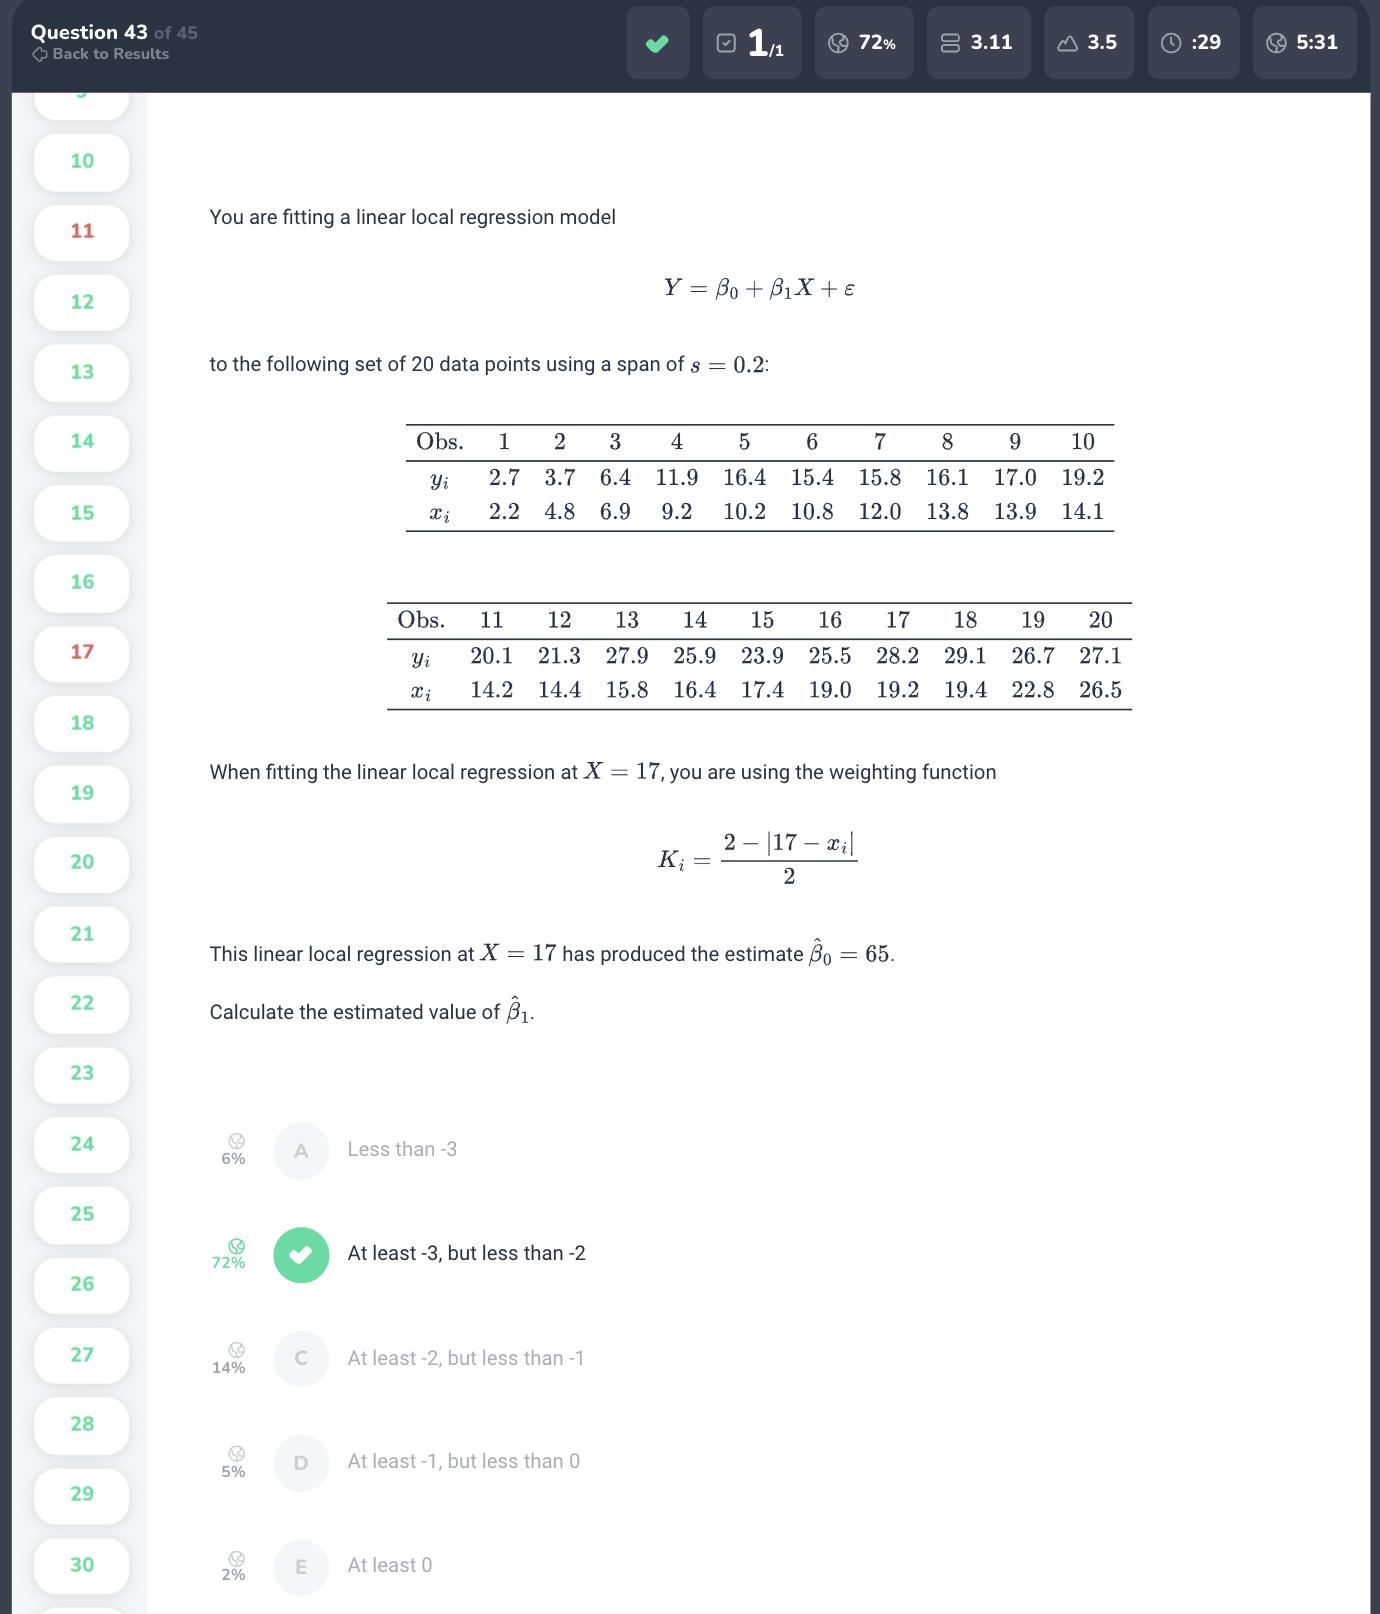 Question 43 of 45
Back to Results
1/1
72%
3.11
3.5
:29
5:31
10
11
12
13
14
15
16
17
18
19
20
21
22
23
24
25
26
27
28
29
30
You are fitting a linear local regression model
Y = β₀ + β₁X + ε
to the following set of 20 data points using a span of s = 0.2:
Obs. 1 2 3 4 5 6 7 8 9 10
yᵢ 2.7 3.7 6.4 11.9 16.4 15.4 15.8 16.1 17.0 19.2
xᵢ 2.2 4.8 6.9 9.2 10.2 10.8 12.0 13.8 13.9 14.1
Obs. 11 12 13 14 15 16 17 18 19 20
yᵢ 20.1 21.3 27.9 25.9 23.9 25.5 28.2 29.1 26.7 27.1
xᵢ 14.2 14.4 15.8 16.4 17.4 19.0 19.2 19.4 22.8 26.5
When fitting the linear local regression at X = 17, you are using the weighting function
Kᵢ = (2 − |17 − xᵢ|) / 2
This linear local regression at X = 17 has produced the estimate β̂₀ = 65.
Calculate the estimated value of β̂₁.
6% A Less than -3
72% At least -3, but less than -2
14% C At least -2, but less than -1
5% D At least -1, but less than 0
2% E At least 0